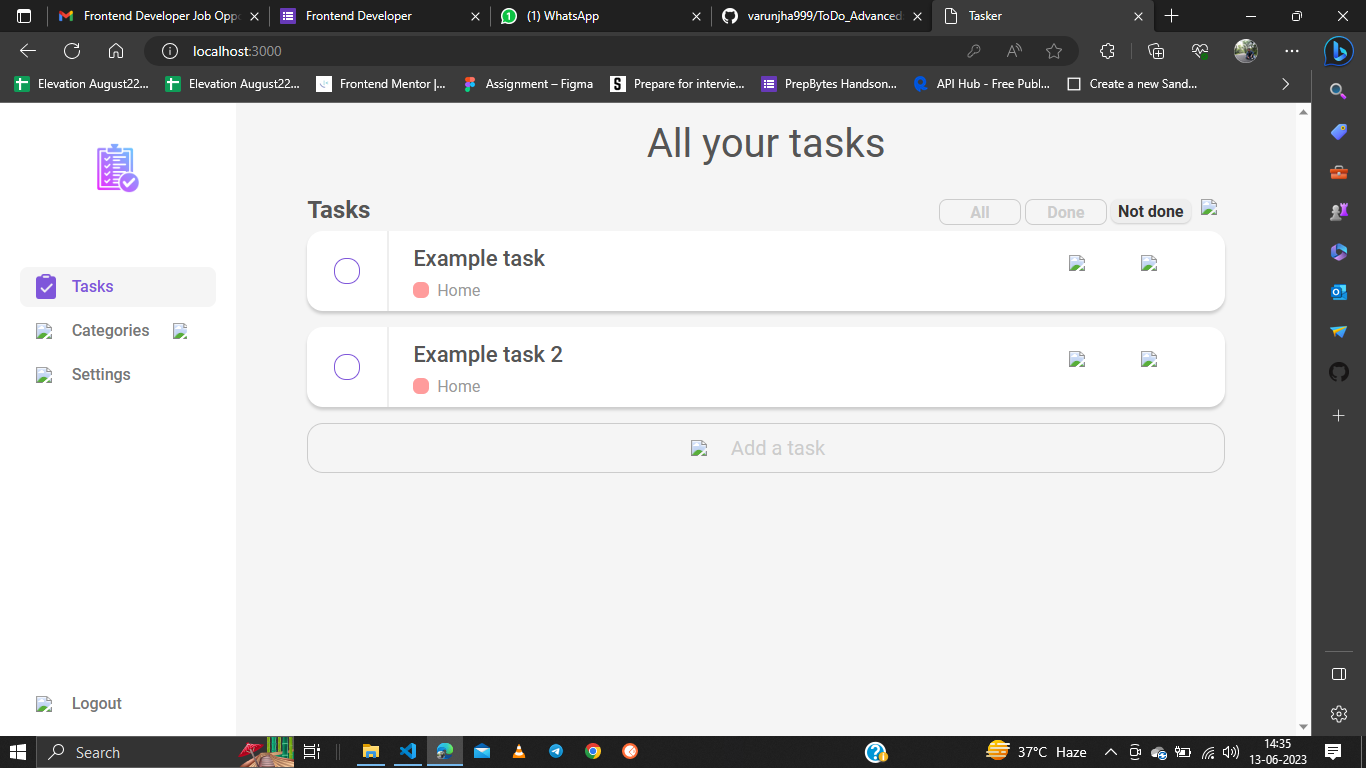 Frontend Developer Job Oppo
Frontend Developer
(1) WhatsApp
varunjha999/ToDo_Advanced
Tasker
localhost:3000
Elevation August22...
Elevation August22...
Frontend Mentor |...
Assignment – Figma
Prepare for intervie...
PrepBytes Handson...
API Hub - Free Publ...
Create a new Sand...
All your tasks
Tasks
All
Done
Not done
Example task
Home
Example task 2
Home
Add a task
Tasks
Categories
Settings
Logout
Search
37°C Haze
14:35
13-06-2023